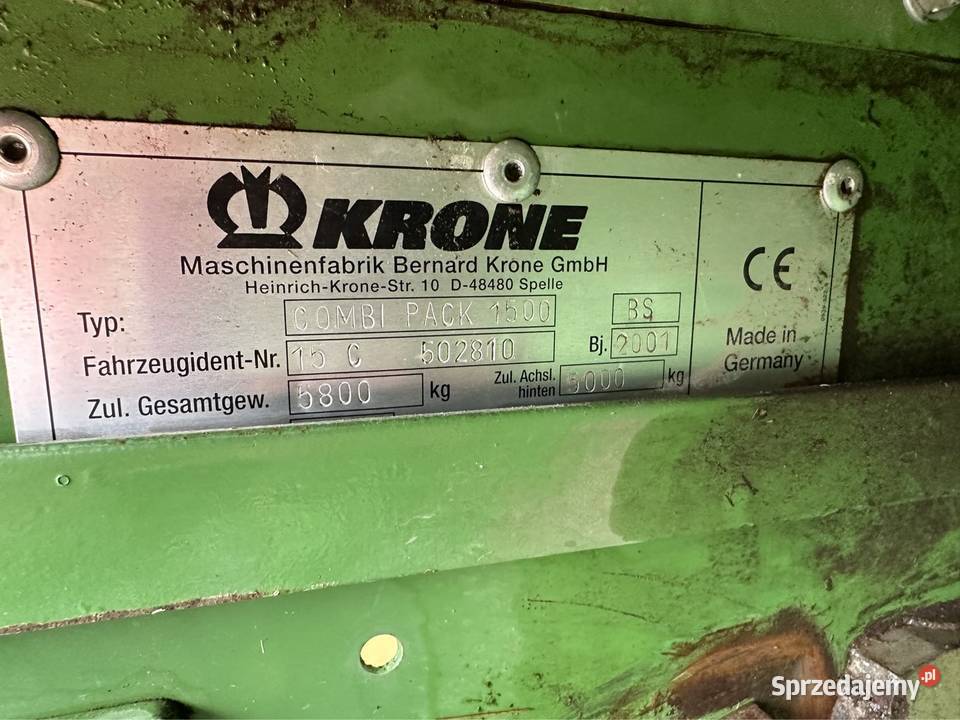 KRONE
Maschinenfabrik Bernard Krone GmbH
Heinrich-Krone-Str. 10 D-48480 Spelle
CE
Typ: COMBI PACK 1500 BS
Fahrzeugident-Nr. 15 C 502810 Bj. 2001
Made in
Germany
Zul. Gesamtgew. 5800 kg
Zul. Achsl.
hinten 5000 kg
Sprzedajemy.pl